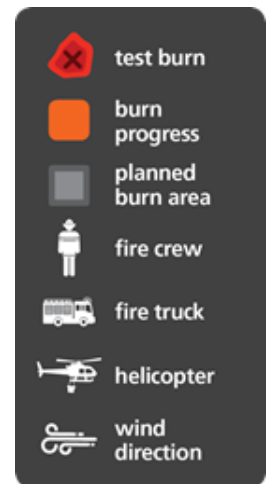 test burn
burn
progress
planned
burn area
fire crew
fire truck
helicopter
wind
direction